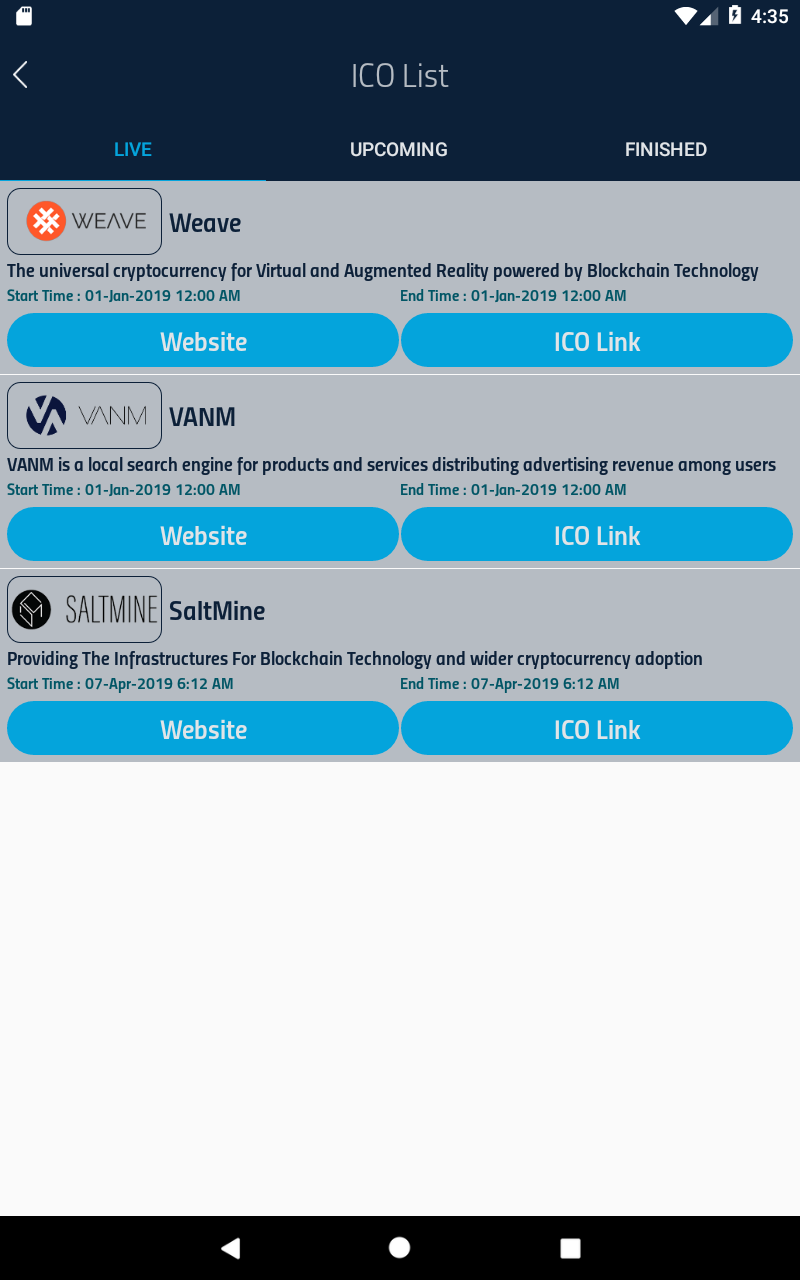 4:35
ICO List
LIVE UPCOMING FINISHED
WEAVE Weave
The universal cryptocurrency for Virtual and Augmented Reality powered by Blockchain Technology
Start Time : 01-Jan-2019 12:00 AM End Time : 01-Jan-2019 12:00 AM
Website ICO Link
VANM VANM
VANM is a local search engine for products and services distributing advertising revenue among users
Start Time : 01-Jan-2019 12:00 AM End Time : 01-Jan-2019 12:00 AM
Website ICO Link
SALTMINE SaltMine
Providing The Infrastructures For Blockchain Technology and wider cryptocurrency adoption
Start Time : 07-Apr-2019 6:12 AM End Time : 07-Apr-2019 6:12 AM
Website ICO Link